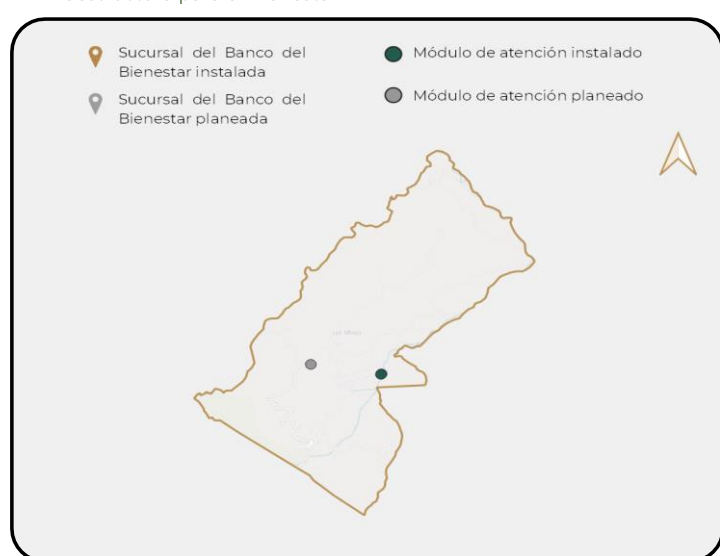 Sucursal del Banco del
Bienestar instalada
Módulo de atención instalado
Sucursal del Banco del
Bienestar planeada
Módulo de atención planeado